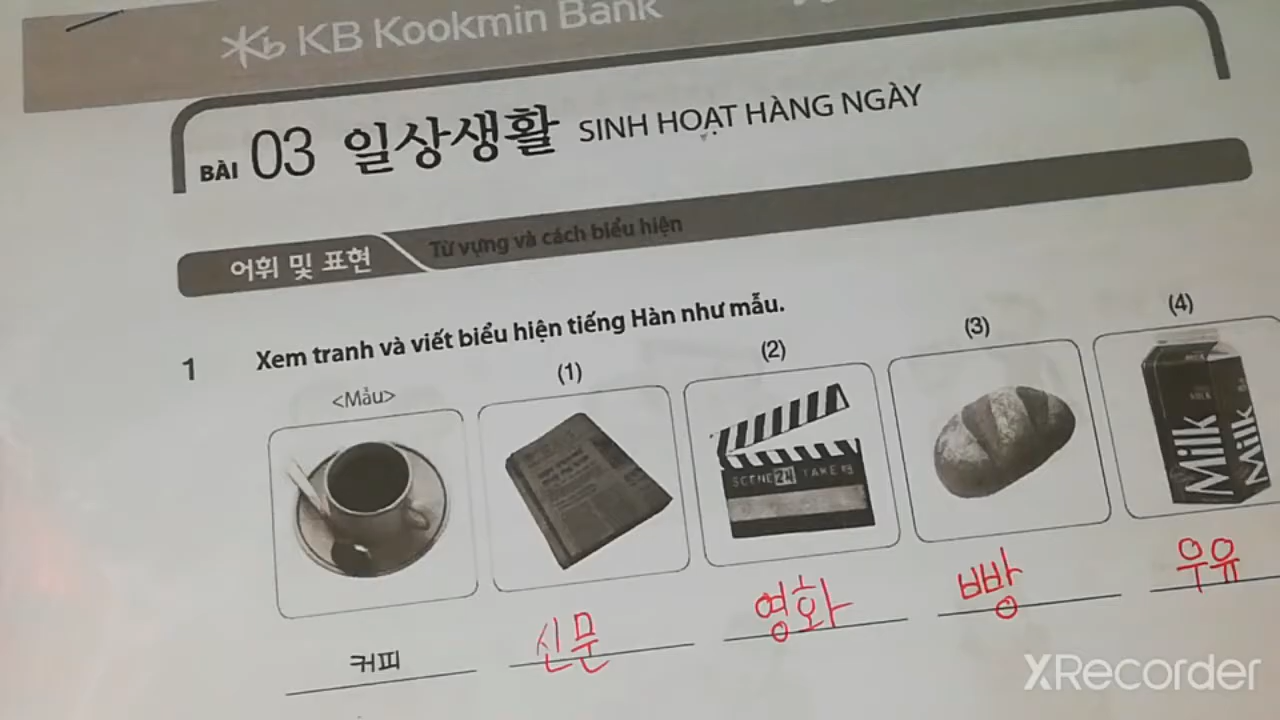 KB Kookmin Bank
BÀI 03 일상생활 SINH HOẠT HÀNG NGÀY
어휘 및 표현 Từ vựng và cách biểu hiện
1 Xem tranh và viết biểu hiện tiếng Hàn như mẫu.
<Mẫu> (1) (2) (3) (4)
SCENE 24 TAKE
Milk Milk
커피 신문 영화 빵 우유
XRecorder